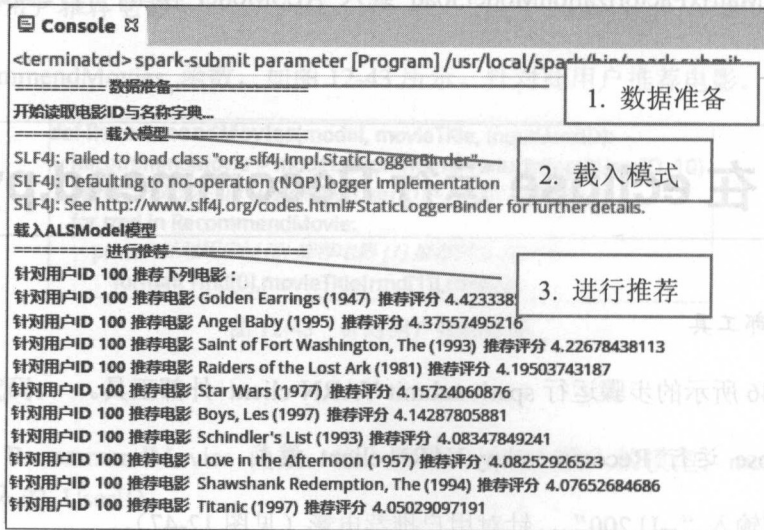 Console
<terminated> spark-submit parameter [Program] /usr/local/spark/bin/spark-submit
========== 数据准备 ===============
开始读取电影ID与名称字典...
========== 载入模型 ===============
SLF4J: Failed to load class "org.slf4j.impl.StaticLoggerBinder".
SLF4J: Defaulting to no-operation (NOP) logger implementation
SLF4J: See http://www.slf4j.org/codes.html#StaticLoggerBinder for further details.
载入ALSModel模型
========== 进行推荐 ===============
针对用户ID 100 推荐下列电影：
针对用户ID 100 推荐电影 Golden Earrings (1947) 推荐评分 4.423338
针对用户ID 100 推荐电影 Angel Baby (1995) 推荐评分 4.37557495216
针对用户ID 100 推荐电影 Saint of Fort Washington, The (1993) 推荐评分 4.22678438113
针对用户ID 100 推荐电影 Raiders of the Lost Ark (1981) 推荐评分 4.19503743187
针对用户ID 100 推荐电影 Star Wars (1977) 推荐评分 4.15724060876
针对用户ID 100 推荐电影 Boys, Les (1997) 推荐评分 4.14287805881
针对用户ID 100 推荐电影 Schindler's List (1993) 推荐评分 4.08347849241
针对用户ID 100 推荐电影 Love in the Afternoon (1957) 推荐评分 4.08252926523
针对用户ID 100 推荐电影 Shawshank Redemption, The (1994) 推荐评分 4.07652684686
针对用户ID 100 推荐电影 Titanic (1997) 推荐评分 4.05029097191
1. 数据准备
2. 载入模式
3. 进行推荐